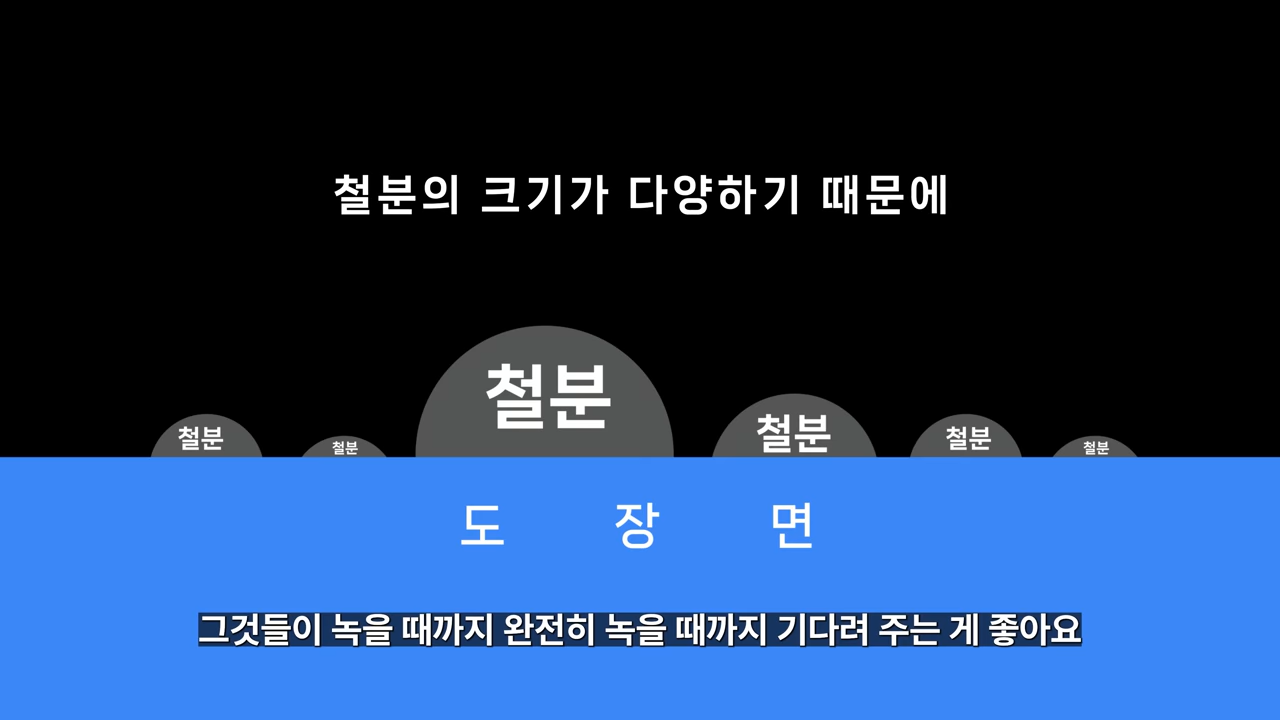 철분의 크기가 다양하기 때문에
철분
철분
철분
철분
철분
철분
도 장 면
그것들이 녹을 때까지 완전히 녹을 때까지 기다려 주는 게 좋아요